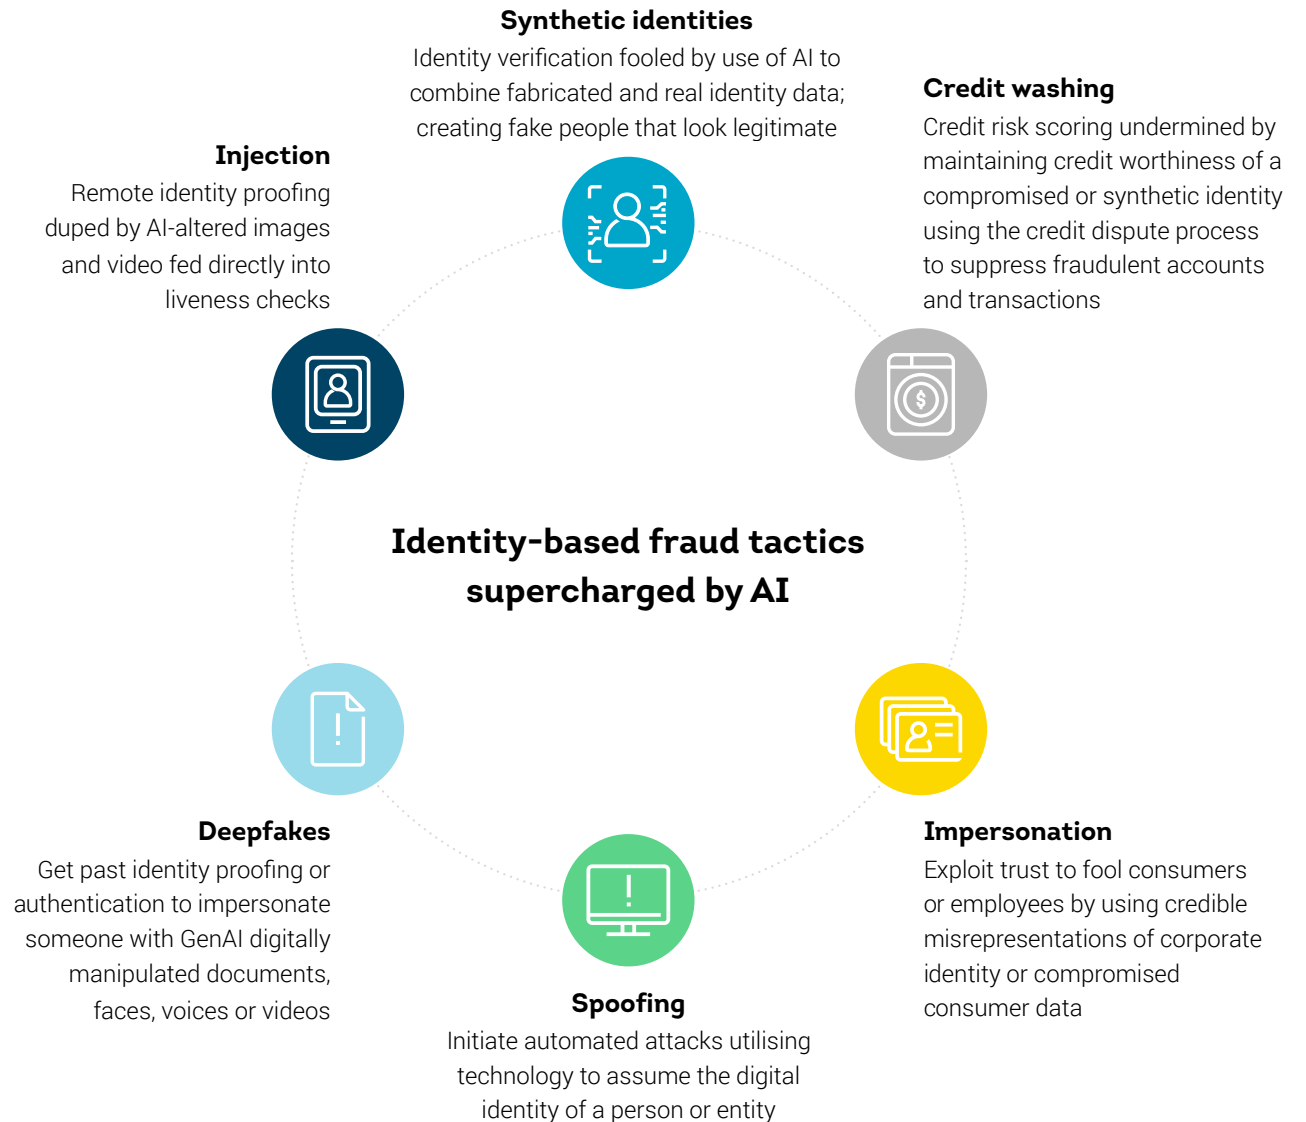 Synthetic identities
Identity verification fooled by use of AI to
combine fabricated and real identity data;
creating fake people that look legitimate
Credit washing
Credit risk scoring undermined by
maintaining credit worthiness of a
compromised or synthetic identity
using the credit dispute process
to suppress fraudulent accounts
and transactions
Injection
Remote identity proofing
duped by AI-altered images
and video fed directly into
liveness checks
$
Identity-based fraud tactics
supercharged by AI
!
Deepfakes
Get past identity proofing or
authentication to impersonate
someone with GenAI digitally
manipulated documents,
faces, voices or videos
!
Spoofing
Initiate automated attacks utilising
technology to assume the digital
identity of a person or entity
Impersonation
Exploit trust to fool consumers
or employees by using credible
misrepresentations of corporate
identity or compromised
consumer data